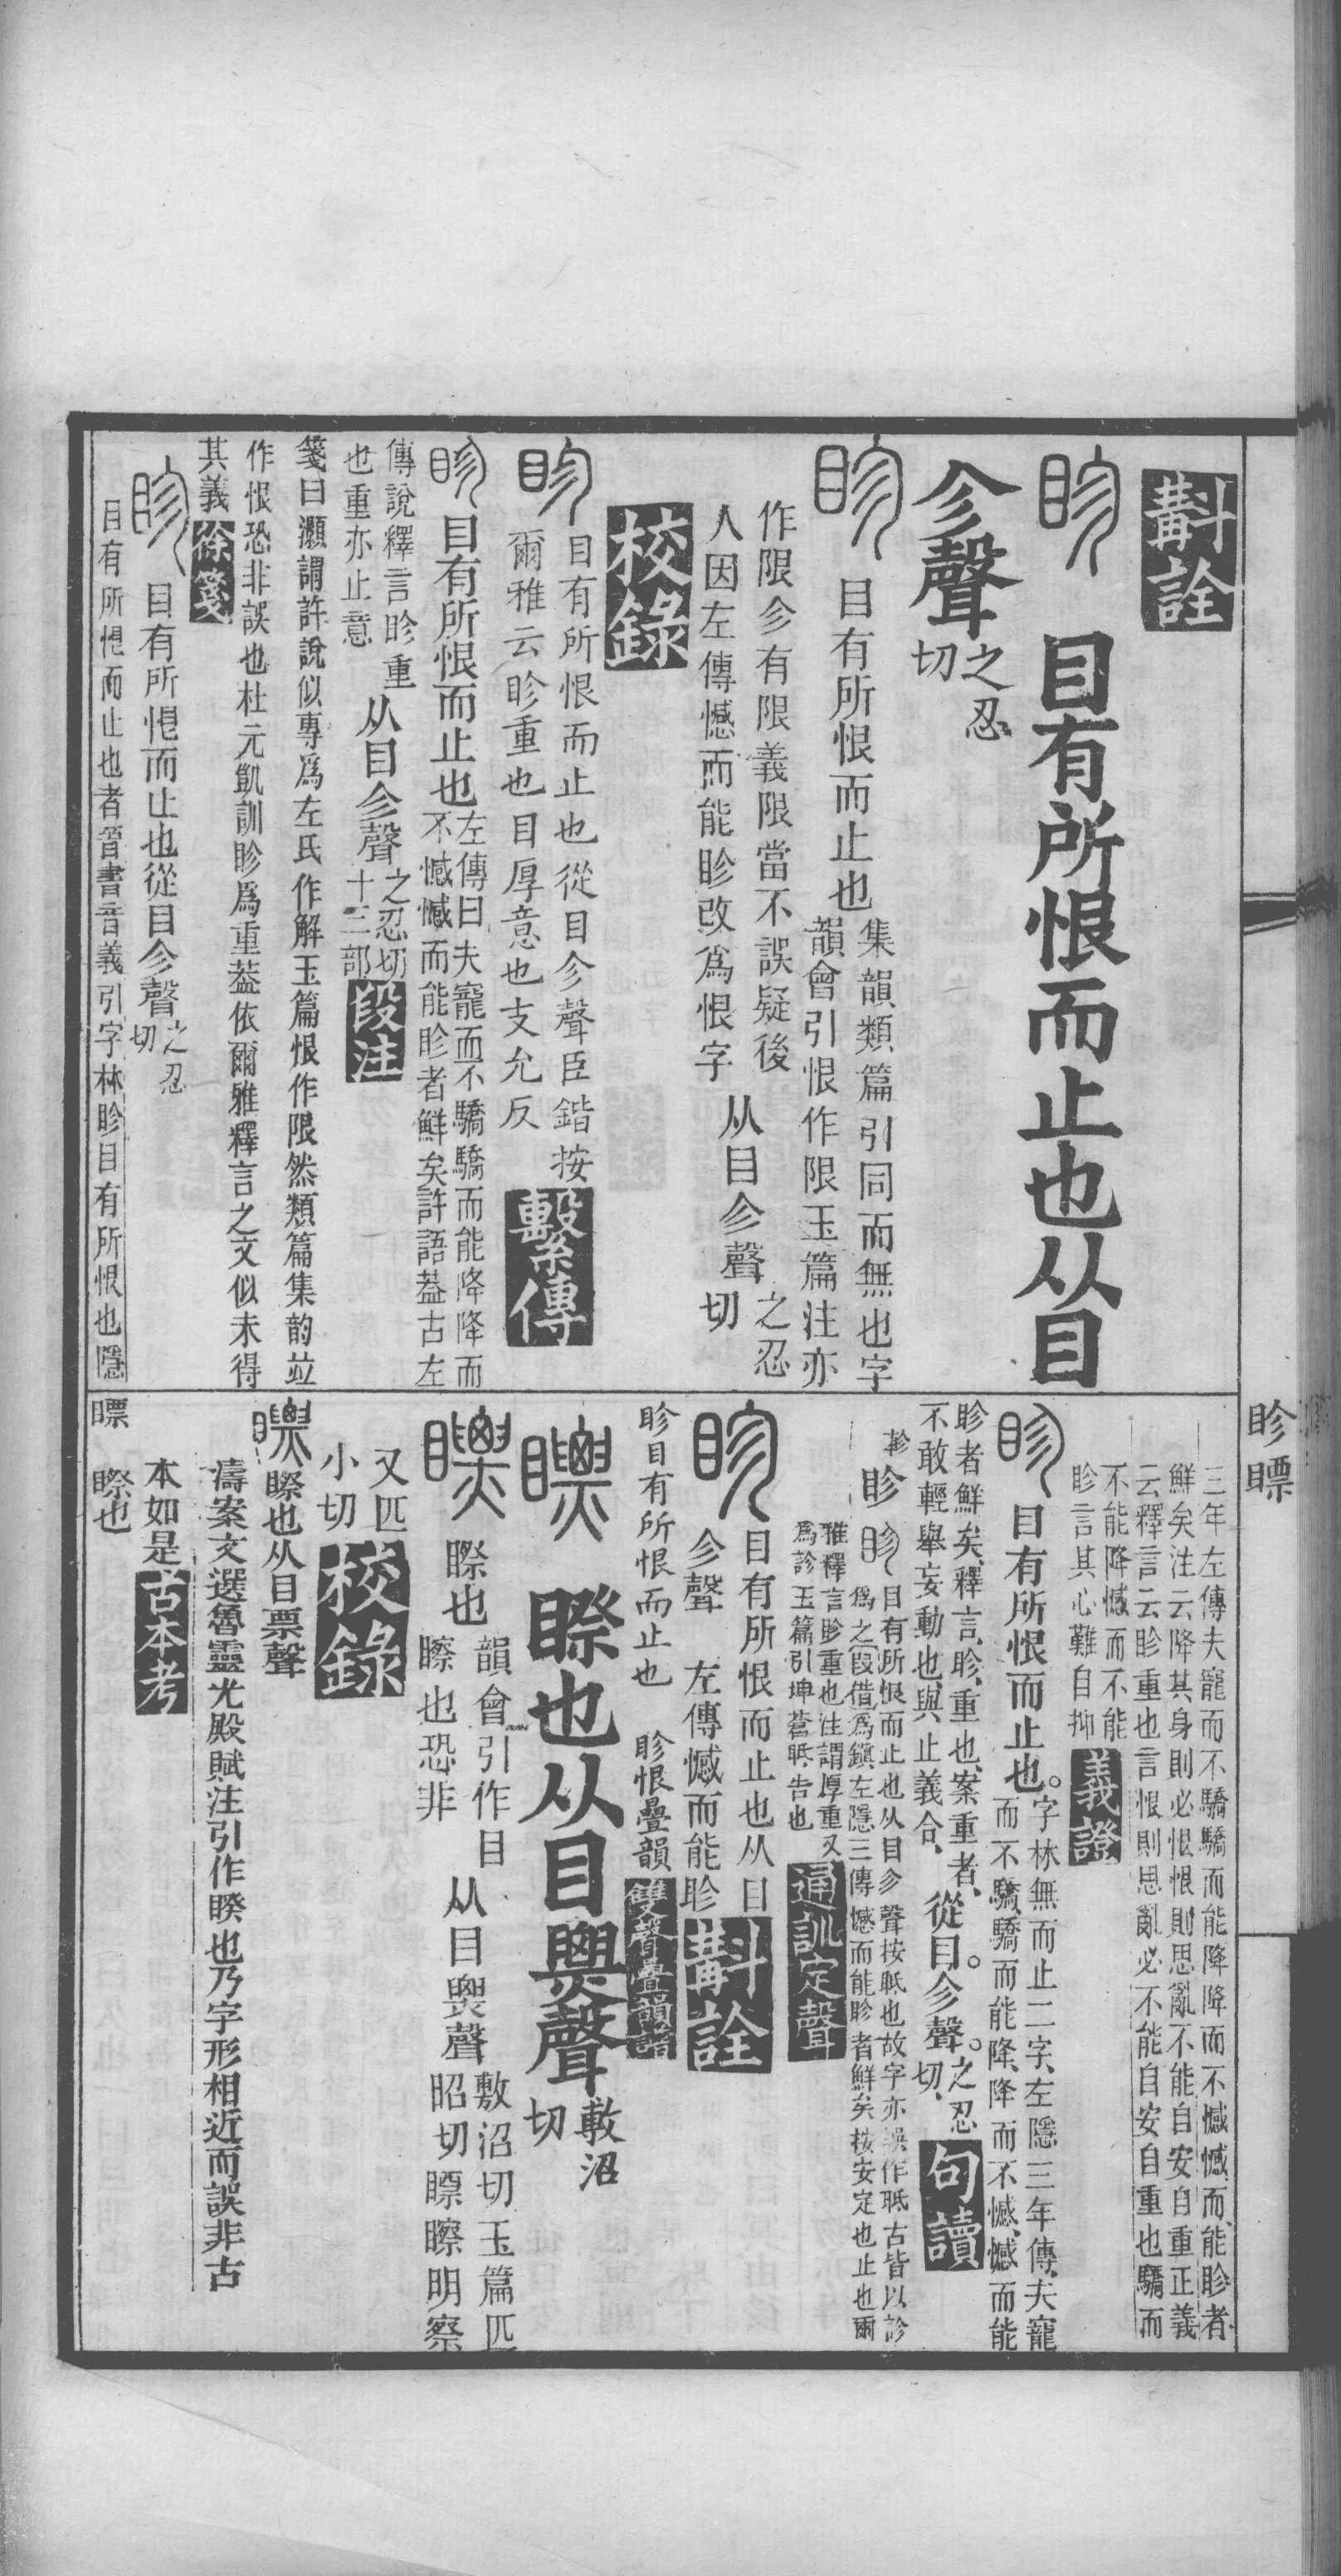 斠詮
眕 目有所恨而止也从目
㐱聲之忍切
眕 目有所恨而止也集韻類篇引同而無也字
韻會引恨作限玉篇注亦
作限㐱有限義限當不誤疑後
人因左傳憾而能眕改爲恨字 从目㐱聲之忍切
校錄
眕 目有所恨而止也從目㐱聲臣鍇按
爾雅云眕重也目厚意也支允反 繫傳
眕 目有所恨而止也左傳曰夫寵而不驕驕而能降降而
不憾憾而能眕者鮮矣許語葢古左
傳說釋言眕重
也重亦止意 从目㐱聲之忍切十三部 段注
箋曰灝謂許說似專爲左氏作解玉篇恨作限然類篇集韵竝
作恨恐非誤也杜元凱訓眕爲重葢依爾雅釋言之文似未得
其義 徐箋
眕 目有所恨而止也從目㐱聲之忍切
目有所恨而止也者晉書音義引字林眕目有所恨也隱
眕瞟
三年左傳夫寵而不驕驕而能降降而不憾憾而能眕者
鮮矣注云降其身則必恨恨則思亂不能自安自重正義
云釋言云眕重也言恨則思亂必不能自安自重也驕而
不能降憾而不能
眕言其心難自抑 義證
眕 目有所恨而止也。字林無而止二字、左隱三年傳、夫寵
而不驕、驕而能降、降而不憾、憾而能
眕者鮮矣、釋言、眕、重也、案重者、
不敢輕舉妄動也、與止義合、 從目。㐱聲。之忍切、 句讀
眕 眕 目有所恨而止也从目㐱聲按眂也故字亦誤作眂古皆以診
爲之 叚借爲鎭左隱三傳憾而能眕者鮮矣按安定也止也爾
雅釋言眕重也注謂厚重又
爲診玉篇引埤蒼眂告也 通訓定聲
眕 目有所恨而止也从目
㐱聲 左傳憾而能眕 斠詮
眕目有所恨而止也 眕恨疊韻 雙聲疊韻譜
瞟 瞭也从目㶾聲敷沼切
瞟 瞭也韻會引作目
瞭也恐非 从目㶾聲敷沼切玉篇匹
昭切瞟瞭明察
又匹
小切 校錄
瞟 瞭也从目票聲
濤案文選魯靈光殿賦注引作睽也乃字形相近而誤非古
本如是 古本考
瞟 瞭也